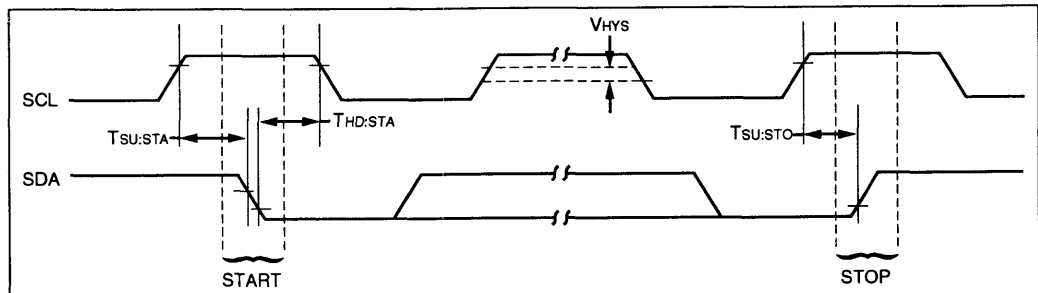 VHYS
SCL
THD:STA
TSU:STA
TSU:STO
SDA
START
STOP